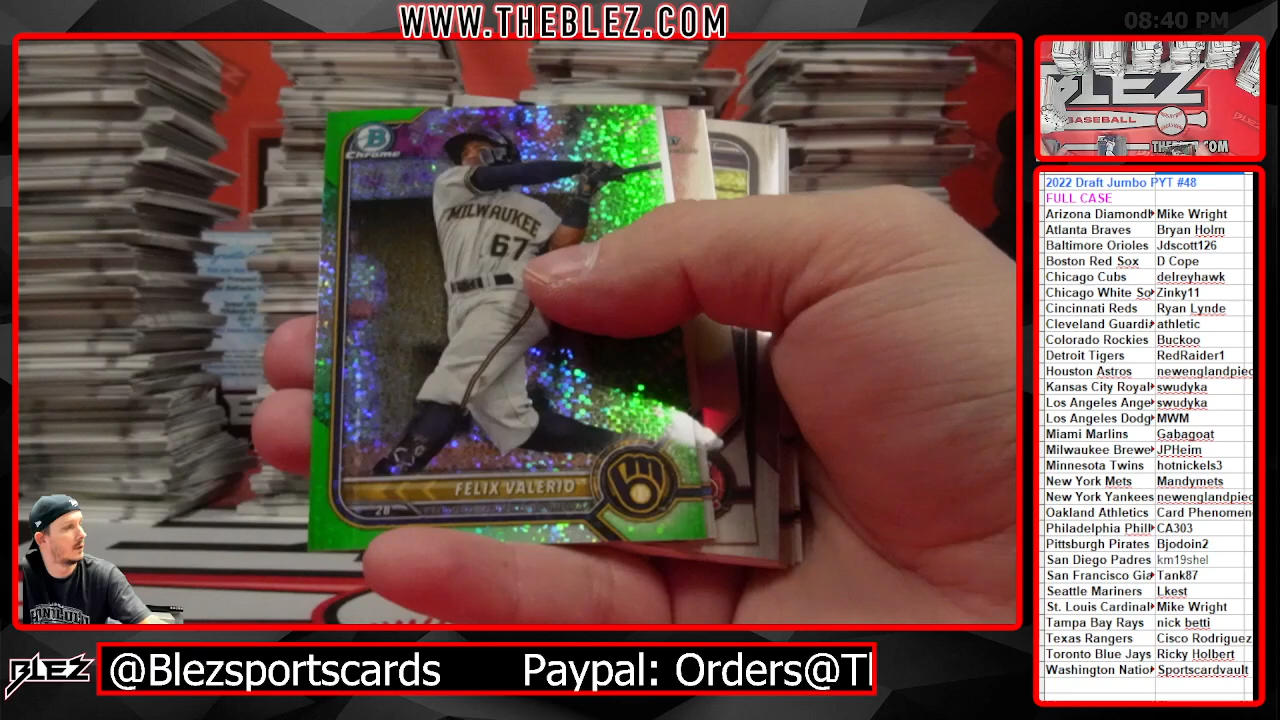 WWW.THEBLEZ.COM
08:40 PM
B
Chrome
MILWAUKEE
67
FELIX VALERIO
2B
BLEZ
BASEBALL
2022 Draft Jumbo PYT #48
FULL CASE
Arizona Diamondb Mike Wright
Atlanta Braves Bryan Holm
Baltimore Orioles Jdscott126
Boston Red Sox D Cope
Chicago Cubs delreyhawk
Chicago White So Zinky11
Cincinnati Reds Ryan Lynde
Cleveland Guardi athletic
Colorado Rockies Buckoo
Detroit Tigers RedRaider1
Houston Astros newenglandpiec
Kansas City Royal swudyka
Los Angeles Ange swudyka
Los Angeles Dodg MWM
Miami Marlins Gabagoat
Milwaukee Brewe JPHeim
Minnesota Twins hotnickels3
New York Mets Mandymets
New York Yankees newenglandpiec
Oakland Athletics Card Phenomen
Philadelphia Phill CA303
Pittsburgh Pirates Bjodoin2
San Diego Padres km19shel
San Francisco Gia Tank87
Seattle Mariners Lkest
St. Louis Cardinal Mike Wright
Tampa Bay Rays nick betti
Texas Rangers Cisco Rodriguez
Toronto Blue Jays Ricky Holbert
Washington Natio Sportscardvault
BLEZ
@Blezsportscards Paypal: Orders@Tl